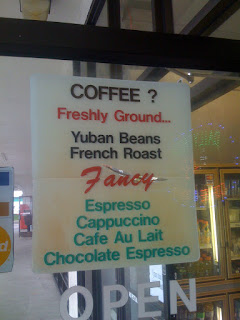 COFFEE ?
Freshly Ground...
Yuban Beans
French Roast
Fancy
Espresso
Cappuccino
Cafe Au Lait
Chocolate Espresso
OPEN